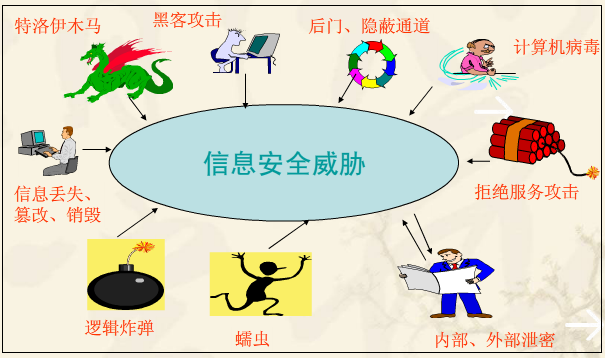 特洛伊木马
黑客攻击
后门、隐蔽通道
计算机病毒
信息安全威胁
信息丢失、
篡改、销毁
拒绝服务攻击
逻辑炸弹
蠕虫
内部、外部泄密